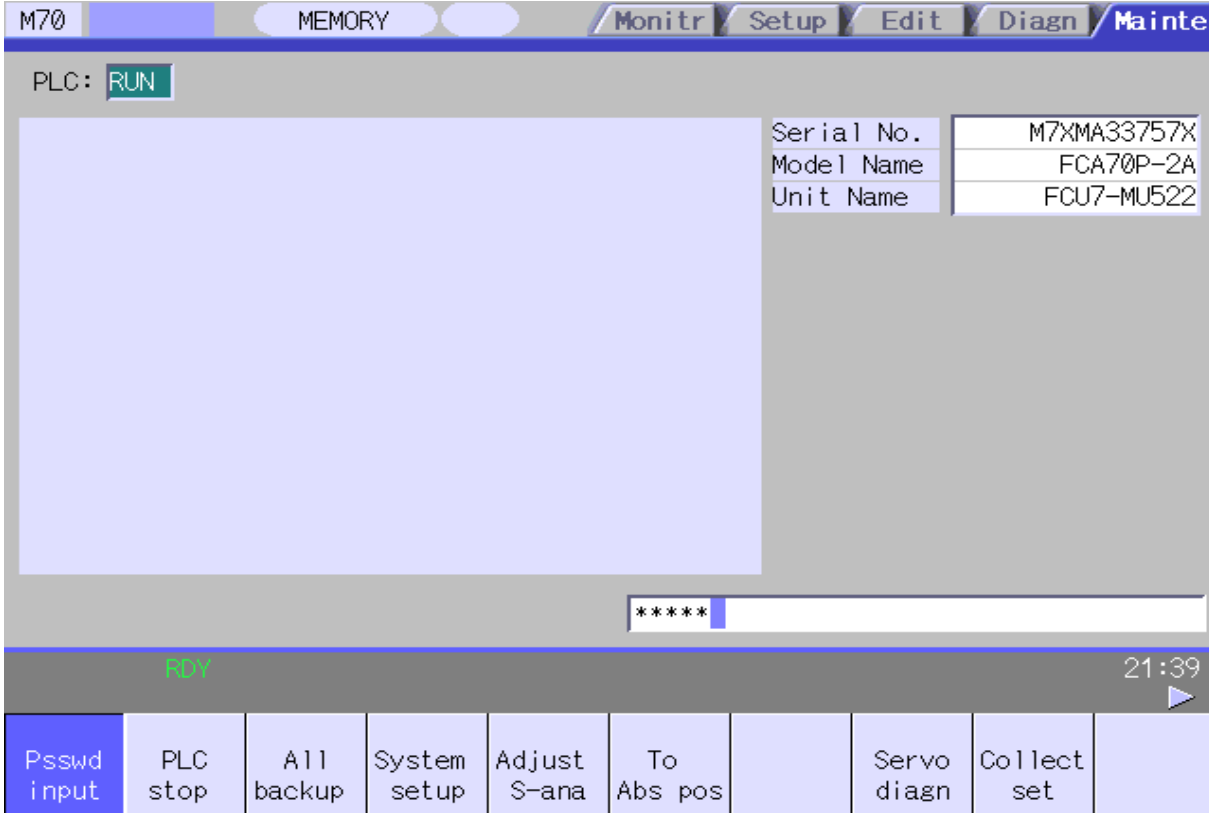 M70 MEMORY Monitr Setup Edit Diagn Mainte
PLC: RUN
Serial No. M7XMA33757X
Model Name FCA70P-2A
Unit Name FCU7-MU522
*****
RDY 21:39
Psswd input
PLC stop
All backup
System setup
Adjust S-ana
To Abs pos
Servo diagn
Collect set